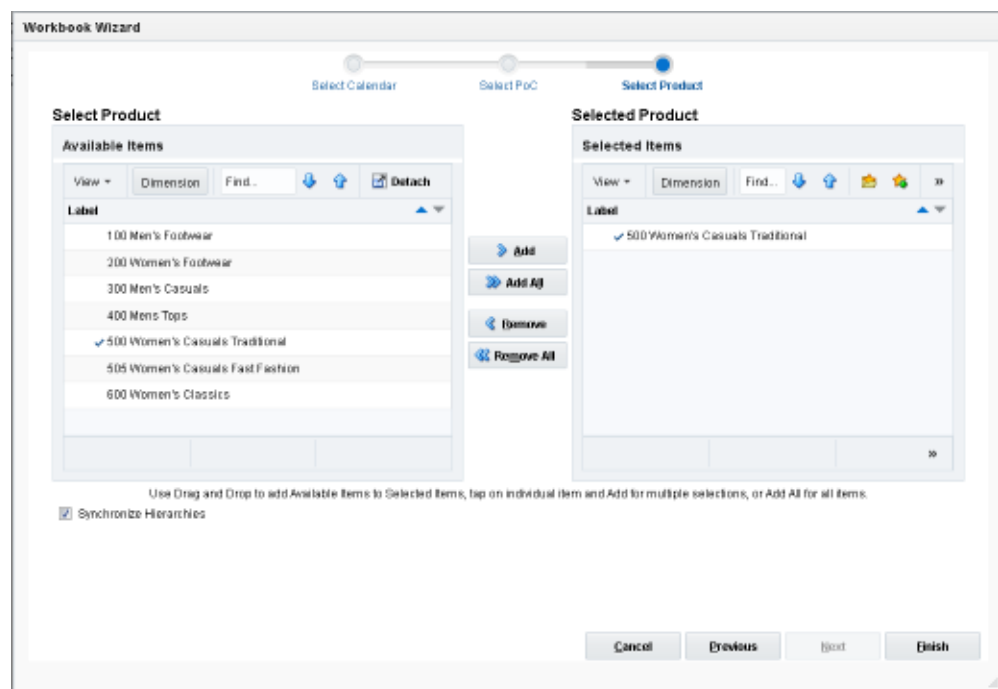 Workbook Wizard
Select Calendar
Select PoC
Select Product
Select Product
Available Items
View
Dimension
Find...
Detach
Label
100 Men's Footwear
200 Women's Footwear
300 Men's Casuals
400 Mens Tops
500 Women's Casuals Traditional
505 Women's Casuals Fast Fashion
600 Women's Classics
Add
Add All
Remove
Remove All
Selected Product
Selected Items
View
Dimension
Find...
»
Label
500 Women's Casuals Traditional
»
Use Drag and Drop to add Available Items to Selected Items, tap on individual item and Add for multiple selections, or Add All for all items.
Synchronize Hierarchies
Cancel
Previous
Next
Finish